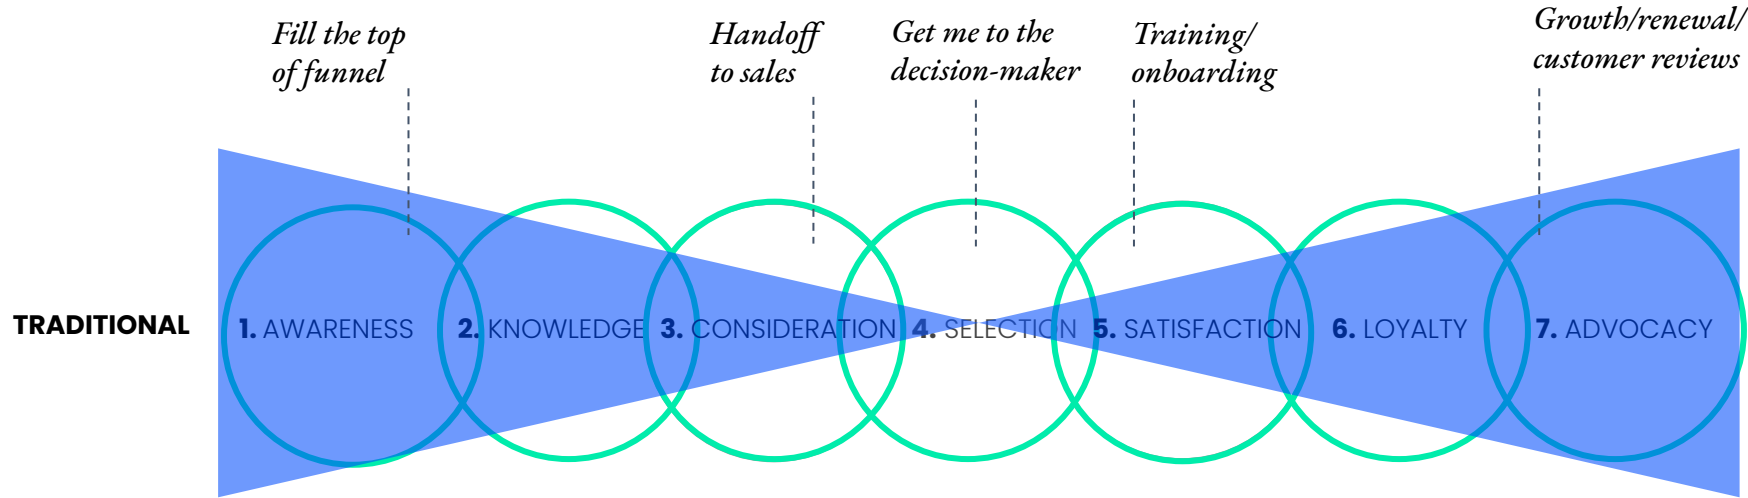 Fill the top
of funnel
Handoff
to sales
Get me to the
decision-maker
Training/
onboarding
Growth/renewal/
customer reviews
TRADITIONAL
1. AWARENESS
2. KNOWLEDGE
3. CONSIDERATION
4. SELECTION
5. SATISFACTION
6. LOYALTY
7. ADVOCACY